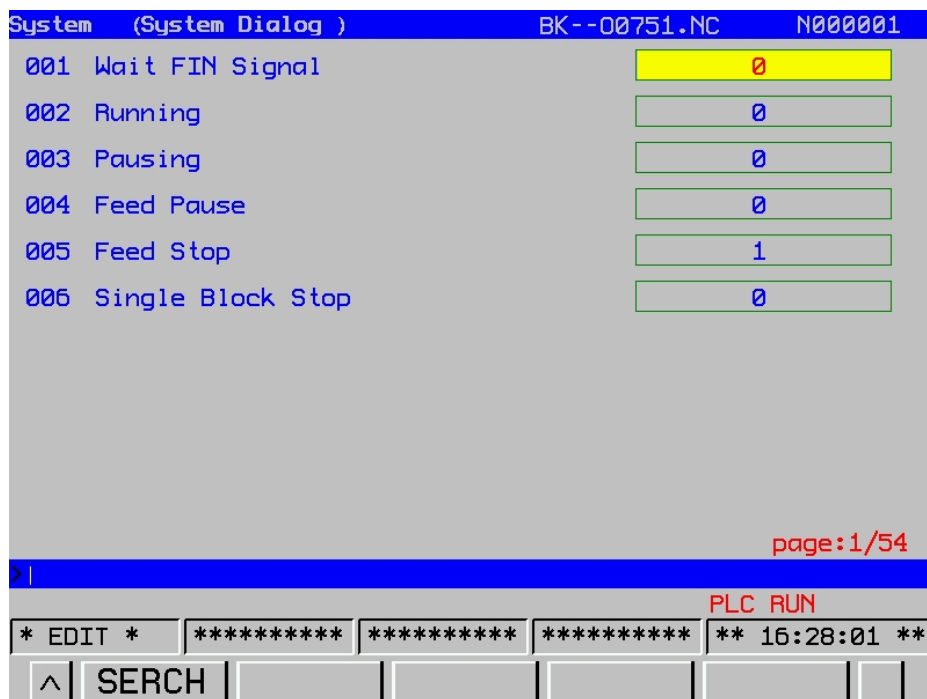 System (System Dialog ) BK--O0751.NC N000001
001 Wait FIN Signal 0
002 Running 0
003 Pausing 0
004 Feed Pause 0
005 Feed Stop 1
006 Single Block Stop 0
page:1/54
>
PLC RUN
* EDIT * ********** ********** ********** ** 16:28:01 **
^ SERCH